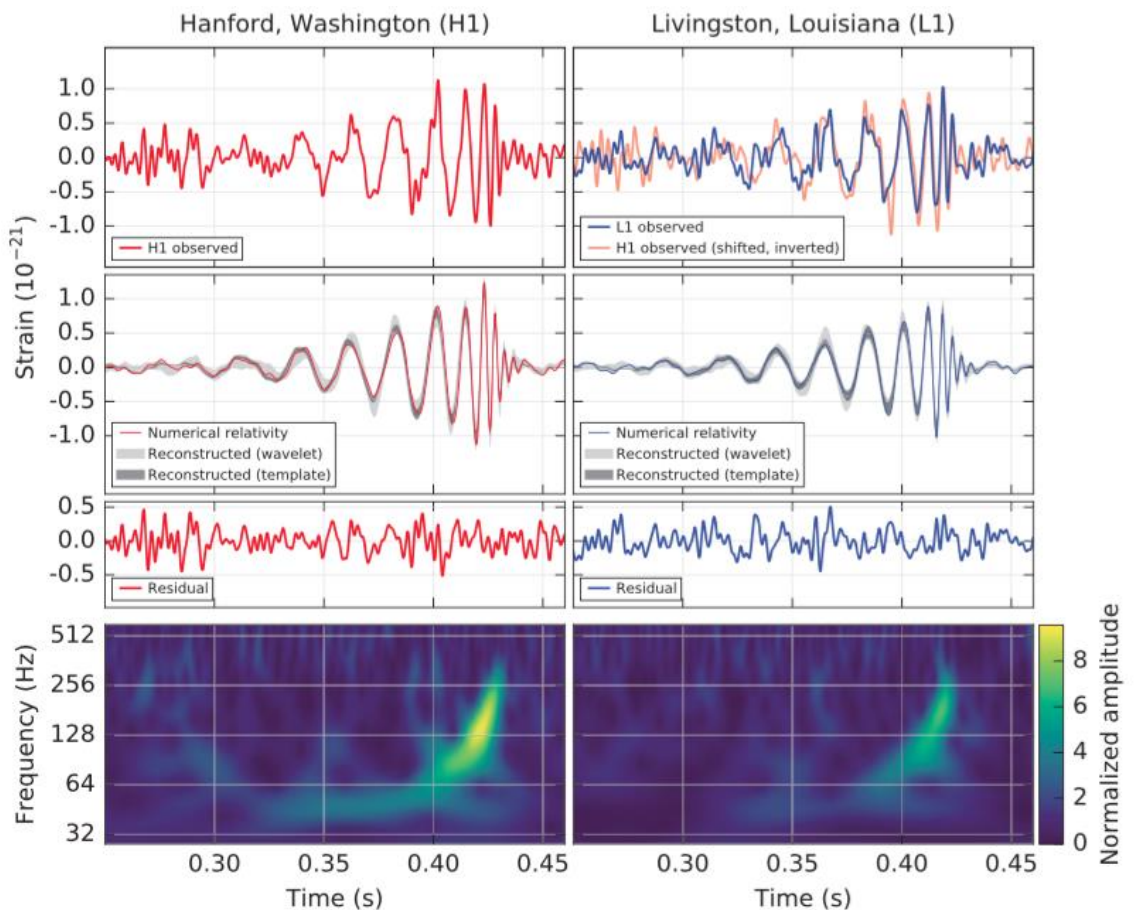 Hanford, Washington (H1)
Livingston, Louisiana (L1)
Strain (10⁻²¹)
1.0
0.5
0.0
-0.5
-1.0
H1 observed
L1 observed
H1 observed (shifted, inverted)
1.0
0.5
0.0
-0.5
-1.0
Numerical relativity
Reconstructed (wavelet)
Reconstructed (template)
Numerical relativity
Reconstructed (wavelet)
Reconstructed (template)
0.5
0.0
-0.5
Residual
Residual
Frequency (Hz)
512
256
128
64
32
Normalized amplitude
8
6
4
2
0
0.30 0.35 0.40 0.45
0.30 0.35 0.40 0.45
Time (s)
Time (s)